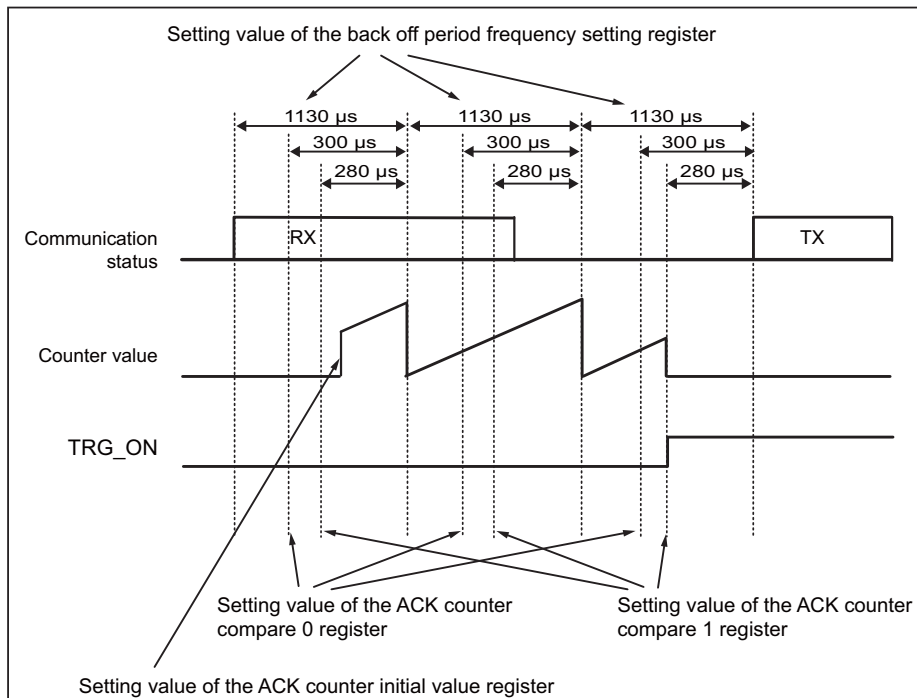 Setting value of the back off period frequency setting register
1130 µs 1130 µs 1130 µs
300 µs 300 µs 300 µs
280 µs 280 µs 280 µs
Communication
status
RX
TX
Counter value
TRG_ON
Setting value of the ACK counter
compare 0 register
Setting value of the ACK counter
compare 1 register
Setting value of the ACK counter initial value register